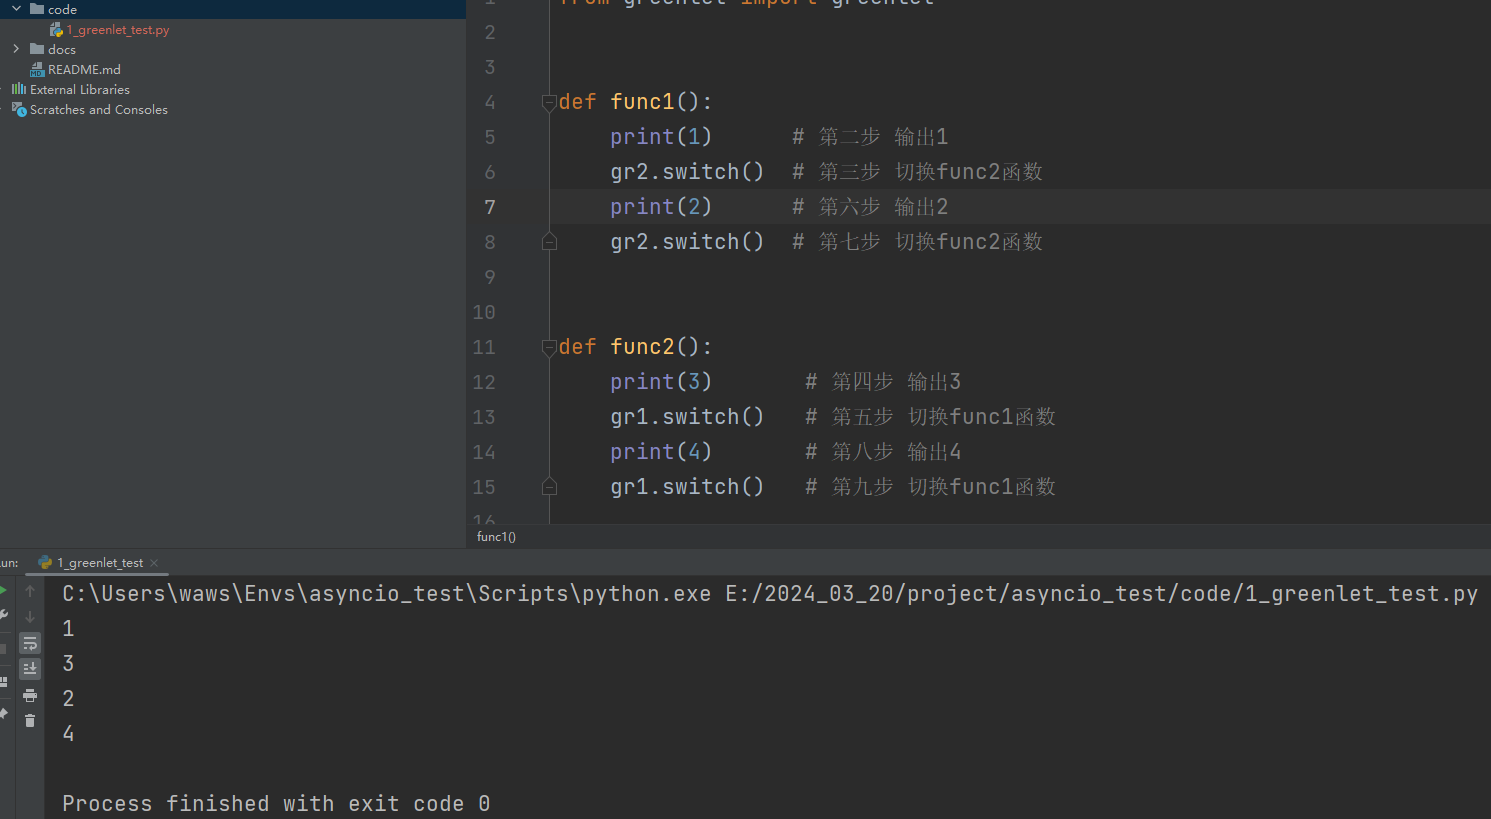 code
1_greenlet_test.py
docs
README.md
External Libraries
Scratches and Consoles
from greenlet import greenlet
2
3
4 def func1():
5 print(1) # 第二步 输出1
6 gr2.switch() # 第三步 切换func2函数
7 print(2) # 第六步 输出2
8 gr2.switch() # 第七步 切换func2函数
9
10
11 def func2():
12 print(3) # 第四步 输出3
13 gr1.switch() # 第五步 切换func1函数
14 print(4) # 第八步 输出4
15 gr1.switch() # 第九步 切换func1函数
16
func1()
un: 1_greenlet_test
C:\Users\waws\Envs\asyncio_test\Scripts\python.exe E:/2024_03_20/project/asyncio_test/code/1_greenlet_test.py
1
3
2
4
Process finished with exit code 0